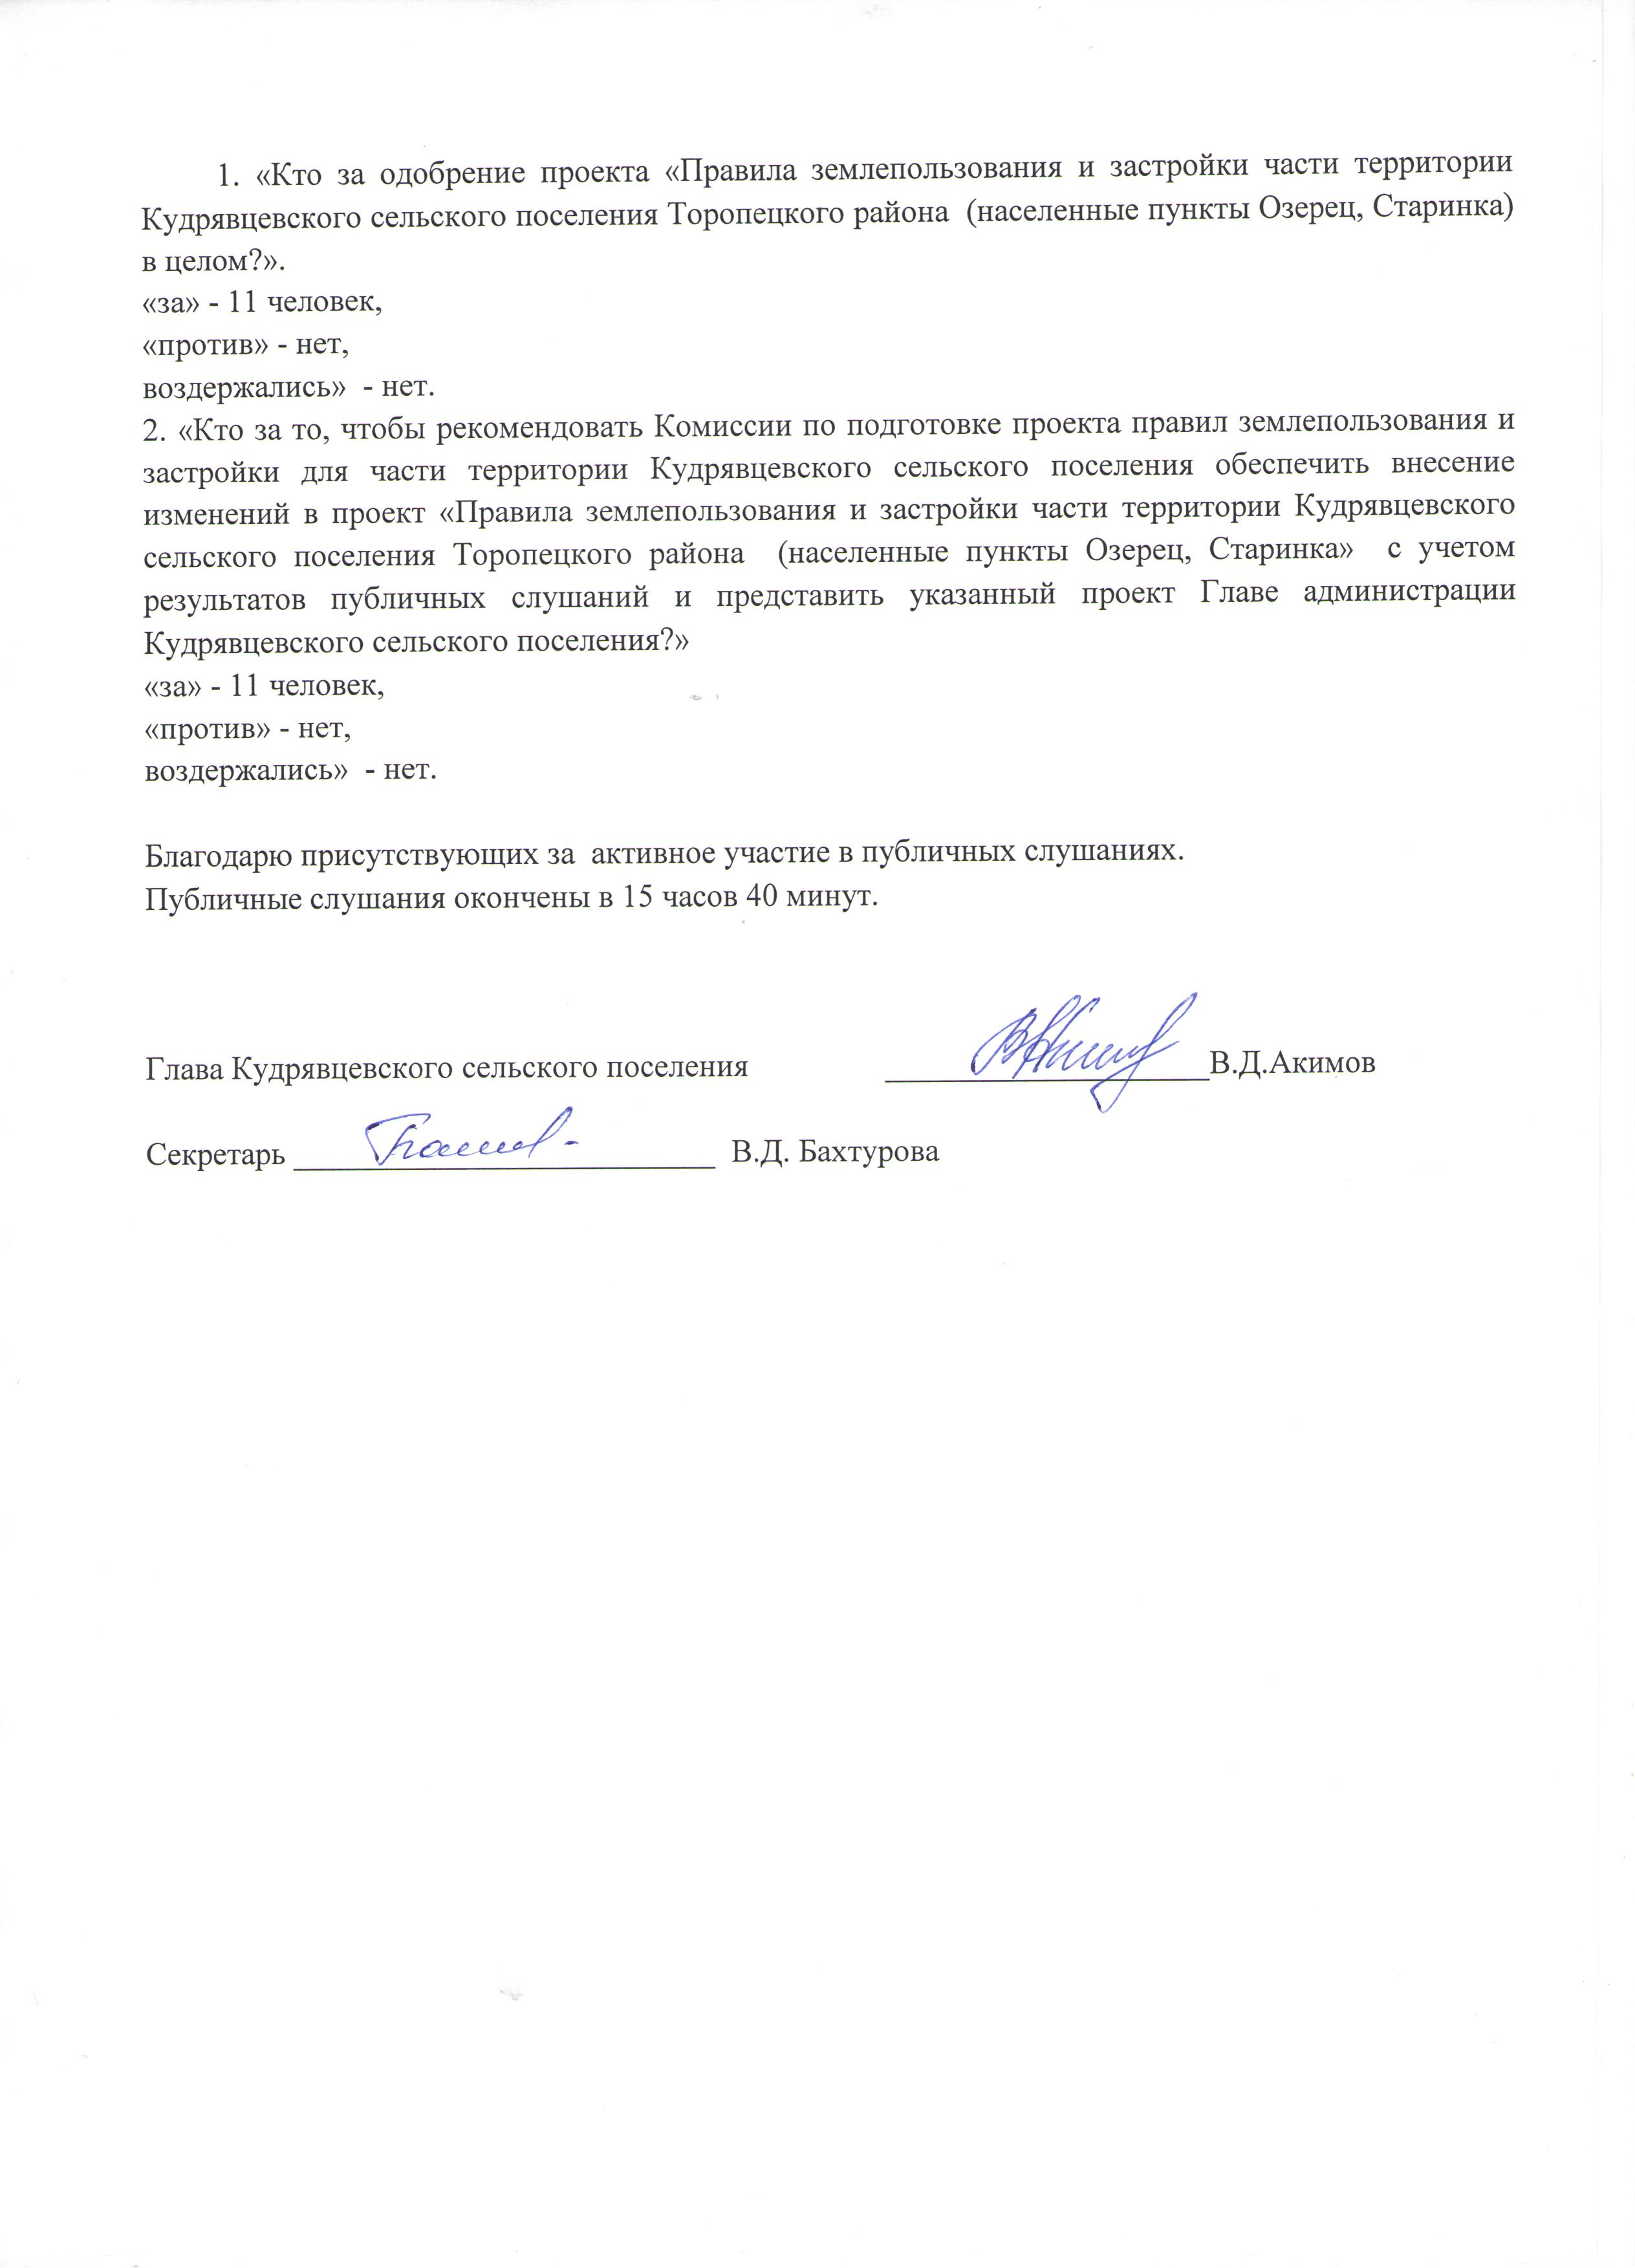 1. «Кто за одобрение проекта «Правила землепользования и застройки части территории
Кудрявцевского сельского поселения Торопецкого района (населенные пункты Озерец, Старинка)
в целом?».
«за» - 11 человек,
«против» - нет,
воздержались» - нет.
2. «Кто за то, чтобы рекомендовать Комиссии по подготовке проекта правил землепользования и
застройки для части территории Кудрявцевского сельского поселения обеспечить внесение
изменений в проект «Правила землепользования и застройки части территории Кудрявцевского
сельского поселения Торопецкого района (населенные пункты Озерец, Старинка» с учетом
результатов публичных слушаний и представить указанный проект Главе администрации
Кудрявцевского сельского поселения?»
«за» - 11 человек,
«против» - нет,
воздержались» - нет.
Благодарю присутствующих за активное участие в публичных слушаниях.
Публичные слушания окончены в 15 часов 40 минут.
Глава Кудрявцевского сельского поселения ____________________В.Д.Акимов
Секретарь __________________________ В.Д. Бахтурова